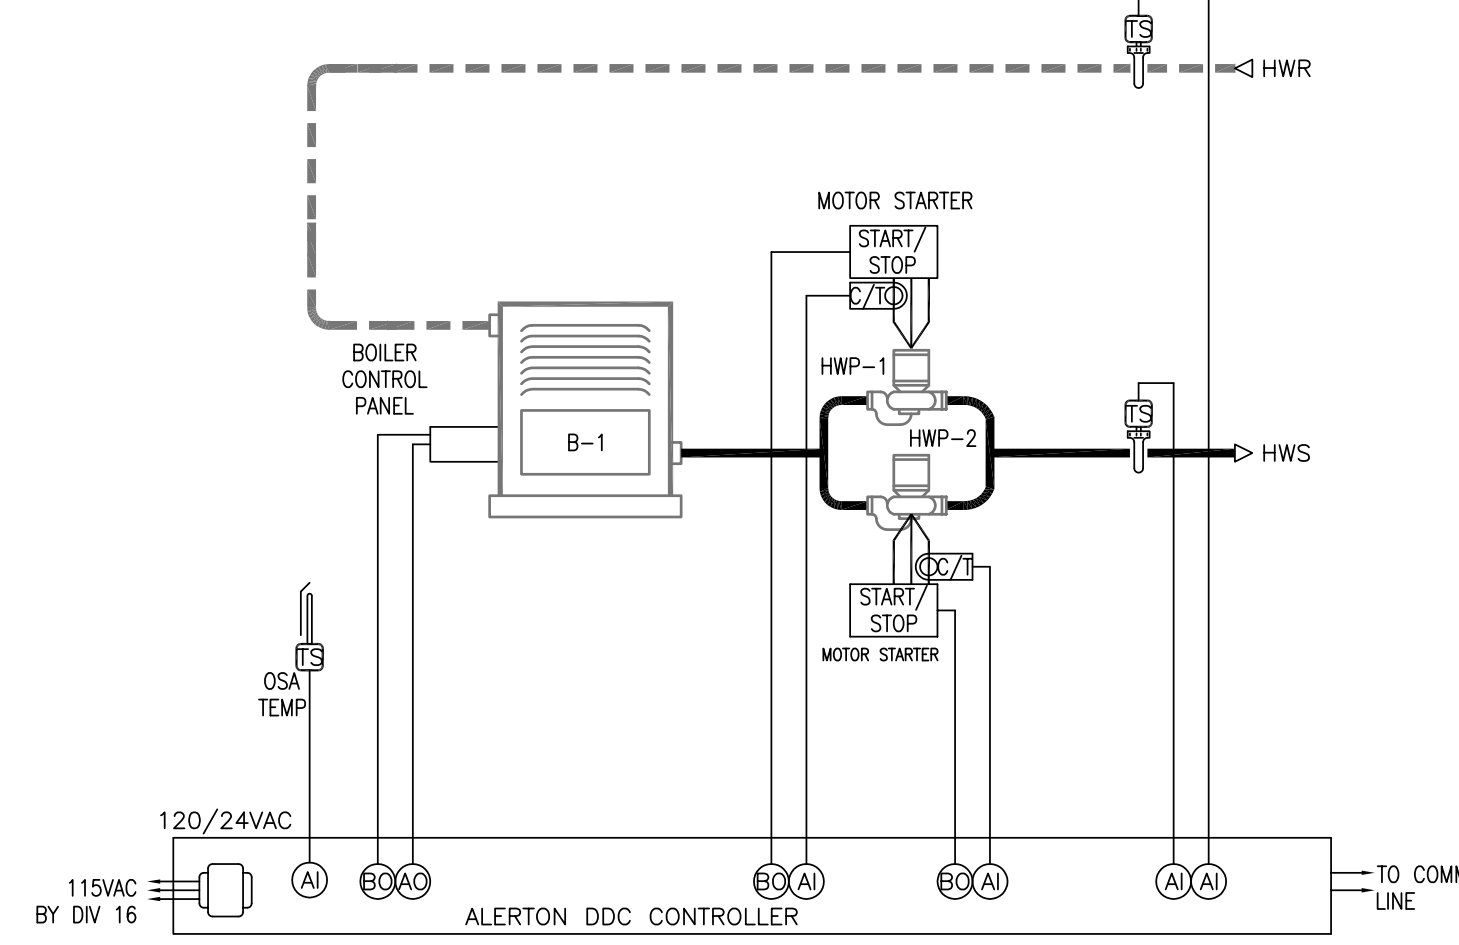 TS
HWR
MOTOR STARTER
START/
STOP
C/T
BOILER
CONTROL
PANEL
HWP-1
TS
B-1
HWP-2
HWS
C/T
START/
STOP
MOTOR STARTER
TS
OSA
TEMP
120/24VAC
AI
BO
AO
BO
AI
BO
AI
AI
AI
115VAC
BY DIV 16
ALERTON DDC CONTROLLER
TO COMM
LINE